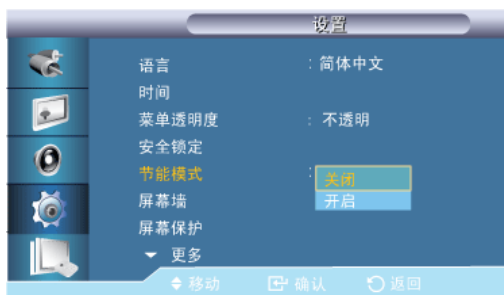 设置
语言 : 简体中文
时间
菜单透明度 : 不透明
安全锁定
节能模式 : 关闭
开启
屏幕墙
屏幕保护
更多
移动 确认 返回